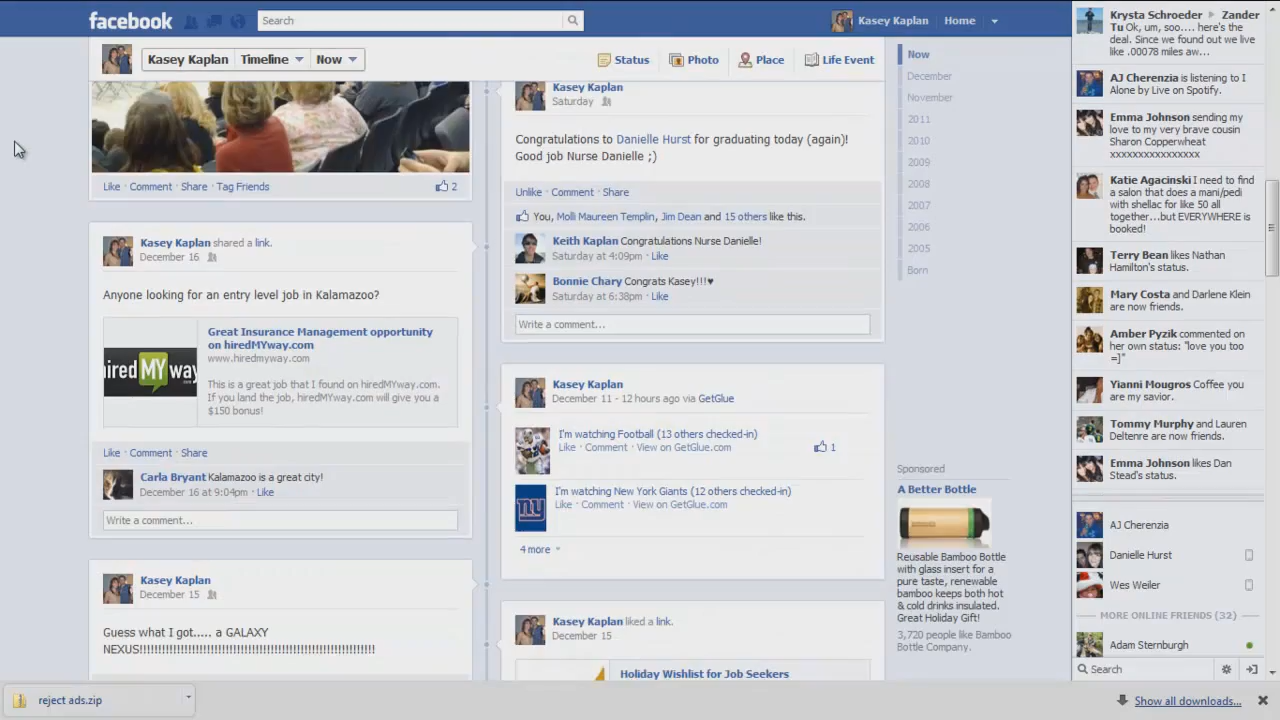 facebook
Search
Kasey Kaplan
Home
Kasey Kaplan
Timeline
Now
Status
Photo
Place
Life Event
Like · Comment · Share · Tag Friends
2
Kasey Kaplan shared a link.
December 16
Anyone looking for an entry level job in Kalamazoo?
hiredMYway
Great Insurance Management opportunity
on hiredMYway.com
www.hiredmyway.com
This is a great job that I found on hiredMYway.com.
If you land the job, hiredMYway.com will give you a
$150 bonus!
Like · Comment · Share
Carla Bryant Kalamazoo is a great city!
December 16 at 9:04pm · Like
Write a comment...
Kasey Kaplan
December 15
Guess what I got..... a GALAXY
NEXUS!!!!!!!!!!!!!!!!!!!!!!!!!!!!!!!!!!!!!!!!!!!!!!!!!!!!!!!!!!!!!!
Kasey Kaplan
Saturday
Congratulations to Danielle Hurst for graduating today (again)!
Good job Nurse Danielle ;)
Unlike · Comment · Share
You, Molli Maureen Templin, Jim Dean and 15 others like this.
Keith Kaplan Congratulations Nurse Danielle!
Saturday at 4:09pm · Like
Bonnie Chary Congrats Kasey!!!♥
Saturday at 6:38pm · Like
Write a comment...
Kasey Kaplan
December 11 - 12 hours ago via GetGlue
I'm watching Football (13 others checked-in)
Like · Comment · View on GetGlue.com
1
I'm watching New York Giants (12 others checked-in)
Like · Comment · View on GetGlue.com
4 more
Kasey Kaplan liked a link.
December 15
Holiday Wishlist for Job Seekers
Now
December
November
2011
2010
2009
2008
2007
2006
2005
Born
Sponsored
A Better Bottle
Reusable Bamboo Bottle
with glass insert for a
pure taste, renewable
bamboo keeps both hot
& cold drinks insulated.
Great Holiday Gift!
3,720 people like Bamboo
Bottle Company.
Krysta Schroeder ▸ Zander
Tu Ok, um, soo.... here's the
deal. Since we found out we live
like .00078 miles aw...
AJ Cherenzia is listening to I
Alone by Live on Spotify.
Emma Johnson sending my
love to my very brave cousin
Sharon Copperwheat
xxxxxxxxxxxxxxxx
Katie Agacinski I need to find
a salon that does a mani/pedi
with shellac for like 50 all
together...but EVERYWHERE is
booked!
Terry Bean likes Nathan
Hamilton's status.
Mary Costa and Darlene Klein
are now friends.
Amber Pyzik commented on
her own status: "love you too
=]"
Yianni Mougros Coffee you
are my savior.
Tommy Murphy and Lauren
Deltenre are now friends.
Emma Johnson likes Dan
Stead's status.
AJ Cherenzia
Danielle Hurst
Wes Weiler
MORE ONLINE FRIENDS (32)
Adam Sternburgh
Search
reject ads.zip
Show all downloads...